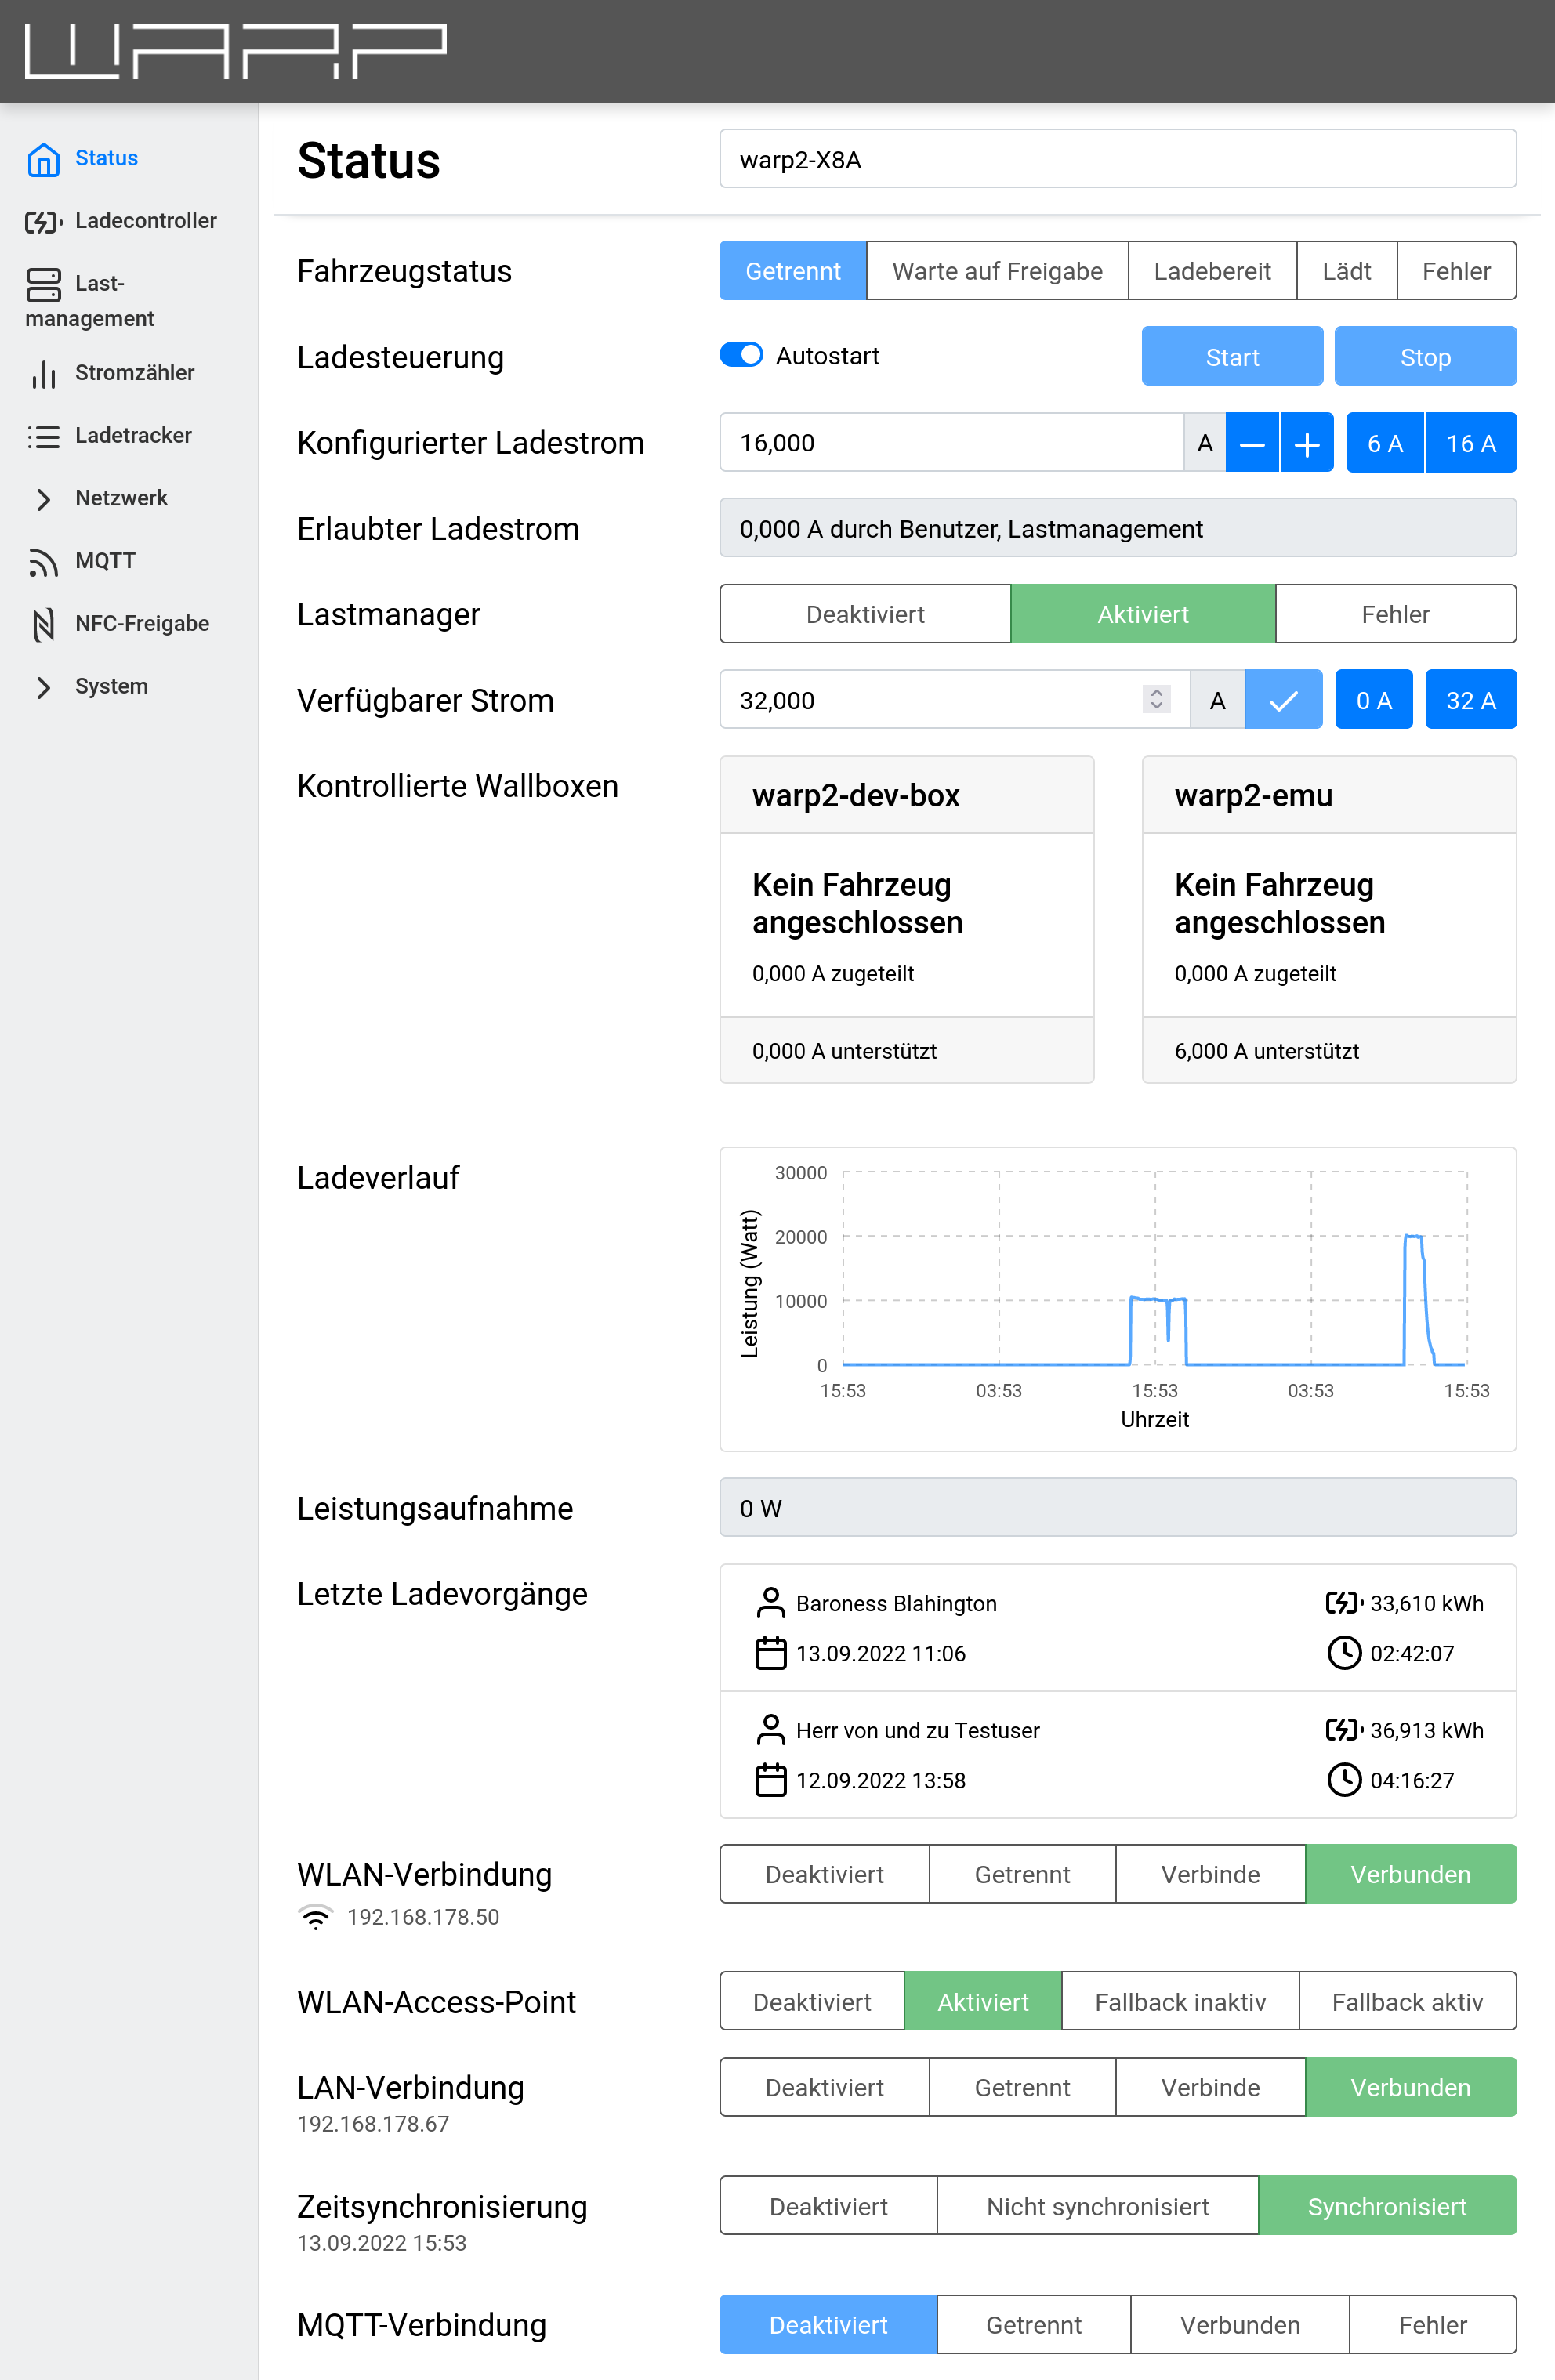 WARP
Status
Ladecontroller
Last-
management
Stromzähler
Ladetracker
Netzwerk
MQTT
NFC-Freigabe
System
Status
warp2-X8A
Fahrzeugstatus
Getrennt Warte auf Freigabe Ladebereit Lädt Fehler
Ladesteuerung
Autostart Start Stop
Konfigurierter Ladestrom
16,000 A 6 A 16 A
Erlaubter Ladestrom
0,000 A durch Benutzer, Lastmanagement
Lastmanager
Deaktiviert Aktiviert Fehler
Verfügbarer Strom
32,000 A 0 A 32 A
Kontrollierte Wallboxen
warp2-dev-box
Kein Fahrzeug
angeschlossen
0,000 A zugeteilt
0,000 A unterstützt
warp2-emu
Kein Fahrzeug
angeschlossen
0,000 A zugeteilt
6,000 A unterstützt
Ladeverlauf
Leistung (Watt)
30000
20000
10000
0
15:53 03:53 15:53 03:53 15:53
Uhrzeit
Leistungsaufnahme
0 W
Letzte Ladevorgänge
Baroness Blahington 33,610 kWh
13.09.2022 11:06 02:42:07
Herr von und zu Testuser 36,913 kWh
12.09.2022 13:58 04:16:27
WLAN-Verbindung
192.168.178.50
Deaktiviert Getrennt Verbinde Verbunden
WLAN-Access-Point
Deaktiviert Aktiviert Fallback inaktiv Fallback aktiv
LAN-Verbindung
192.168.178.67
Deaktiviert Getrennt Verbinde Verbunden
Zeitsynchronisierung
13.09.2022 15:53
Deaktiviert Nicht synchronisiert Synchronisiert
MQTT-Verbindung
Deaktiviert Getrennt Verbunden Fehler